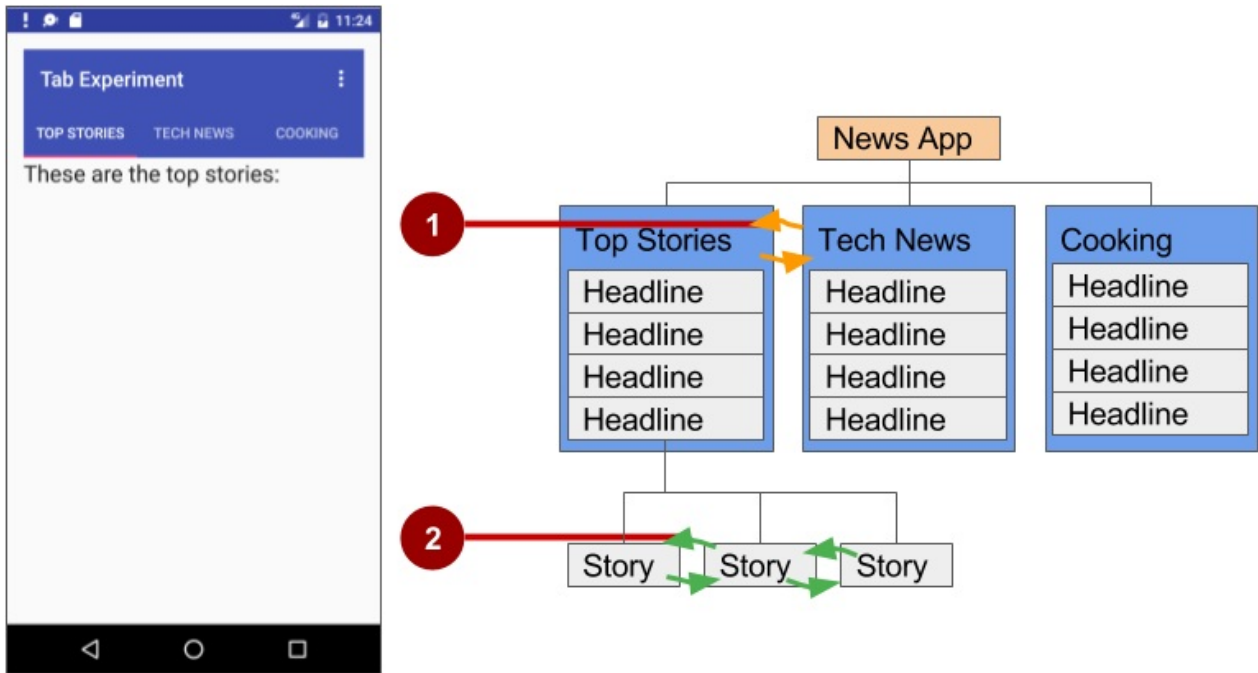 11:24
Tab Experiment
TOP STORIES TECH NEWS COOKING
These are the top stories:
News App
1
Top Stories
Headline
Headline
Headline
Headline
Tech News
Headline
Headline
Headline
Headline
Cooking
Headline
Headline
Headline
Headline
2
Story
Story
Story